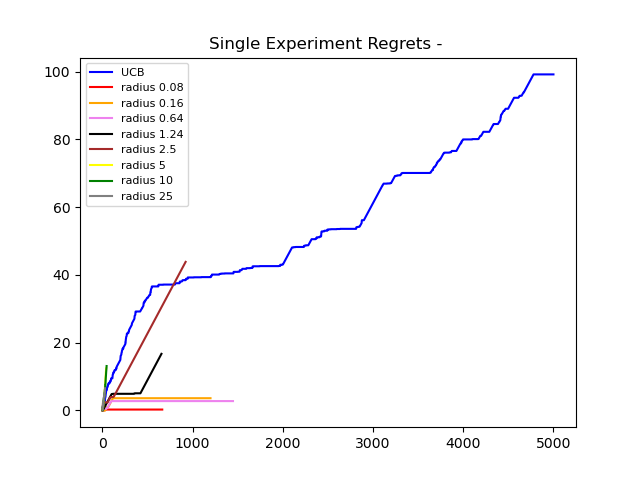 Single Experiment Regrets -
100
80
60
40
20
0
UCB
radius 0.08
radius 0.16
radius 0.64
radius 1.24
radius 2.5
radius 5
radius 10
radius 25
0 1000 2000 3000 4000 5000